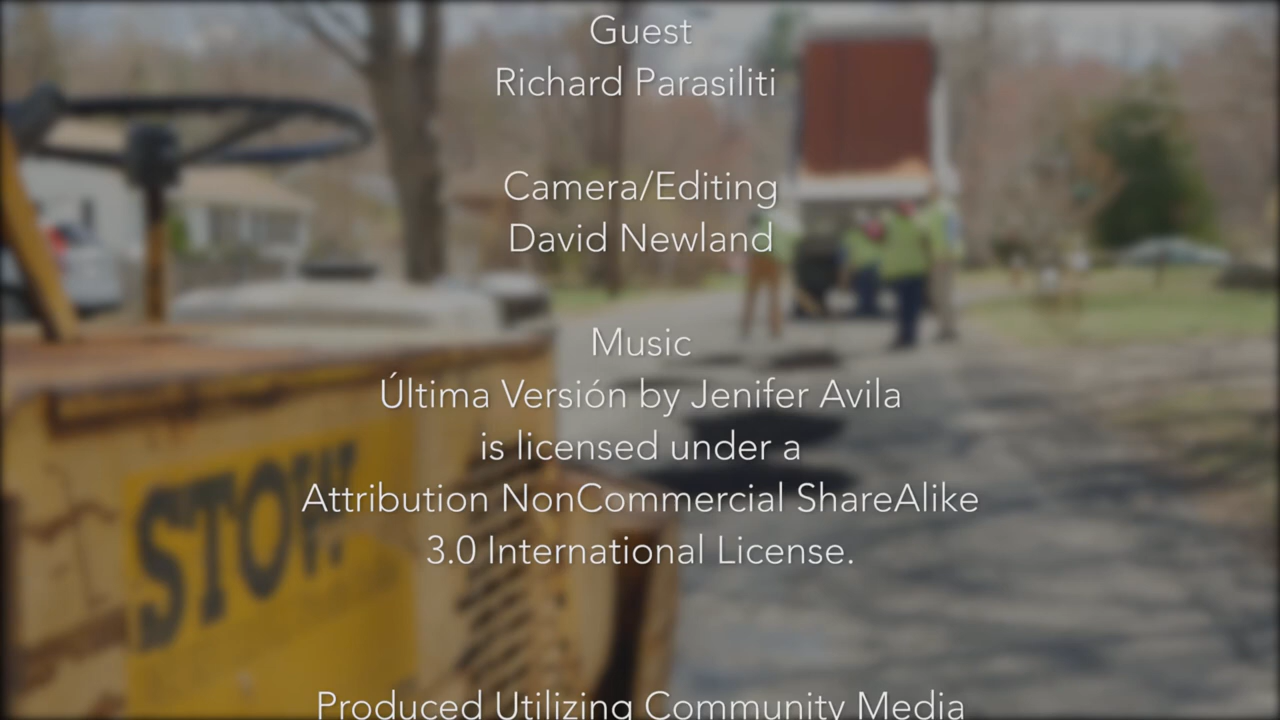 Guest
Richard Parasiliti
Camera/Editing
David Newland
Music
Última Versión by Jenifer Avila
is licensed under a
Attribution NonCommercial ShareAlike
3.0 International License.
STOW
Produced Utilizing Community Media